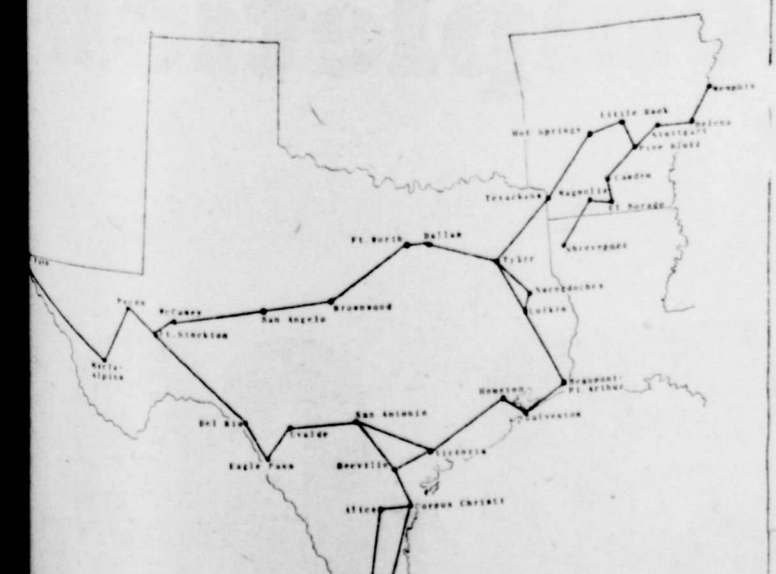 Memphis
Little Rock
Helena
Stuttgart
Hot Springs
Pine Bluff
Camden
Texarkana
Magnolia
El Dorado
Ft. Worth
Dallas
Shreveport
Tyler
Nacogdoches
Pecos
McCamey
Brownwood
Lufkin
San Angelo
Ft. Stockton
Marfa-
Alpine
Beaumont-
Pt. Arthur
Houston
Galveston
San Antonio
Del Rio
Uvalde
Victoria
Eagle Pass
Beeville
Alice
Corpus Christi